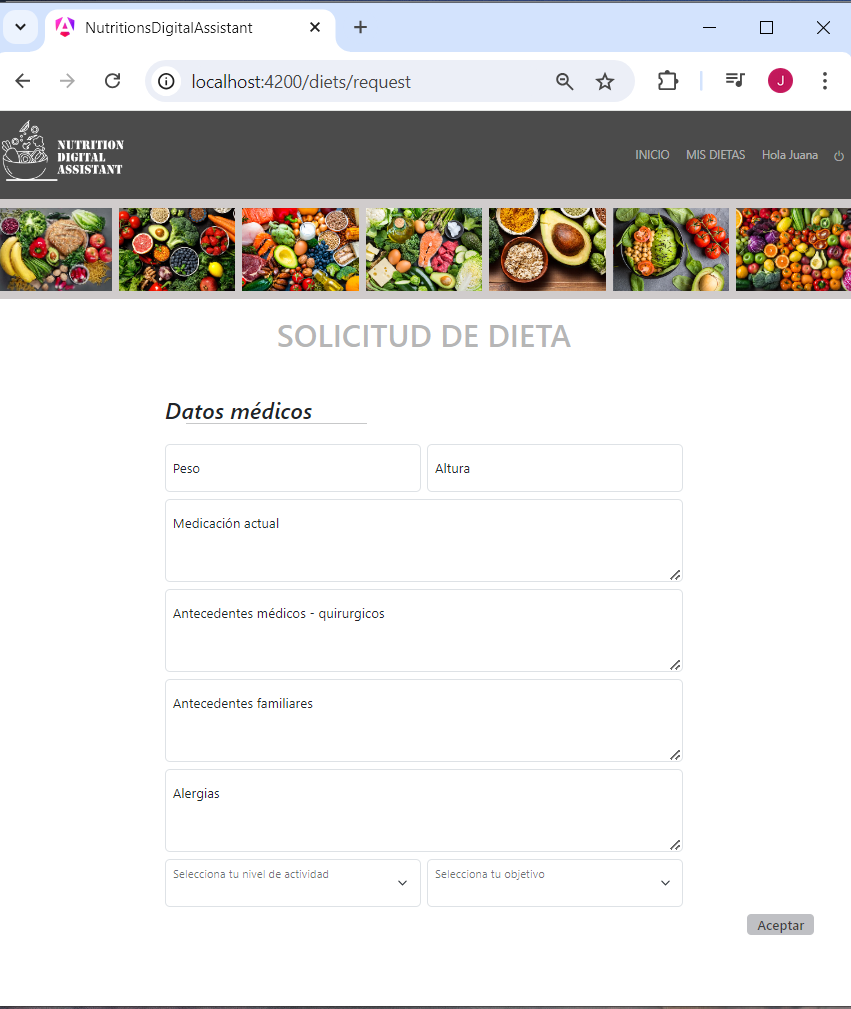 NutritionsDigitalAssistant
localhost:4200/diets/request
J
NUTRITION
DIGITAL
ASSISTANT
INICIO MIS DIETAS Hola Juana
SOLICITUD DE DIETA
Datos médicos
Peso Altura
Medicación actual
Antecedentes médicos - quirurgicos
Antecedentes familiares
Alergias
Selecciona tu nivel de actividad Selecciona tu objetivo
Aceptar